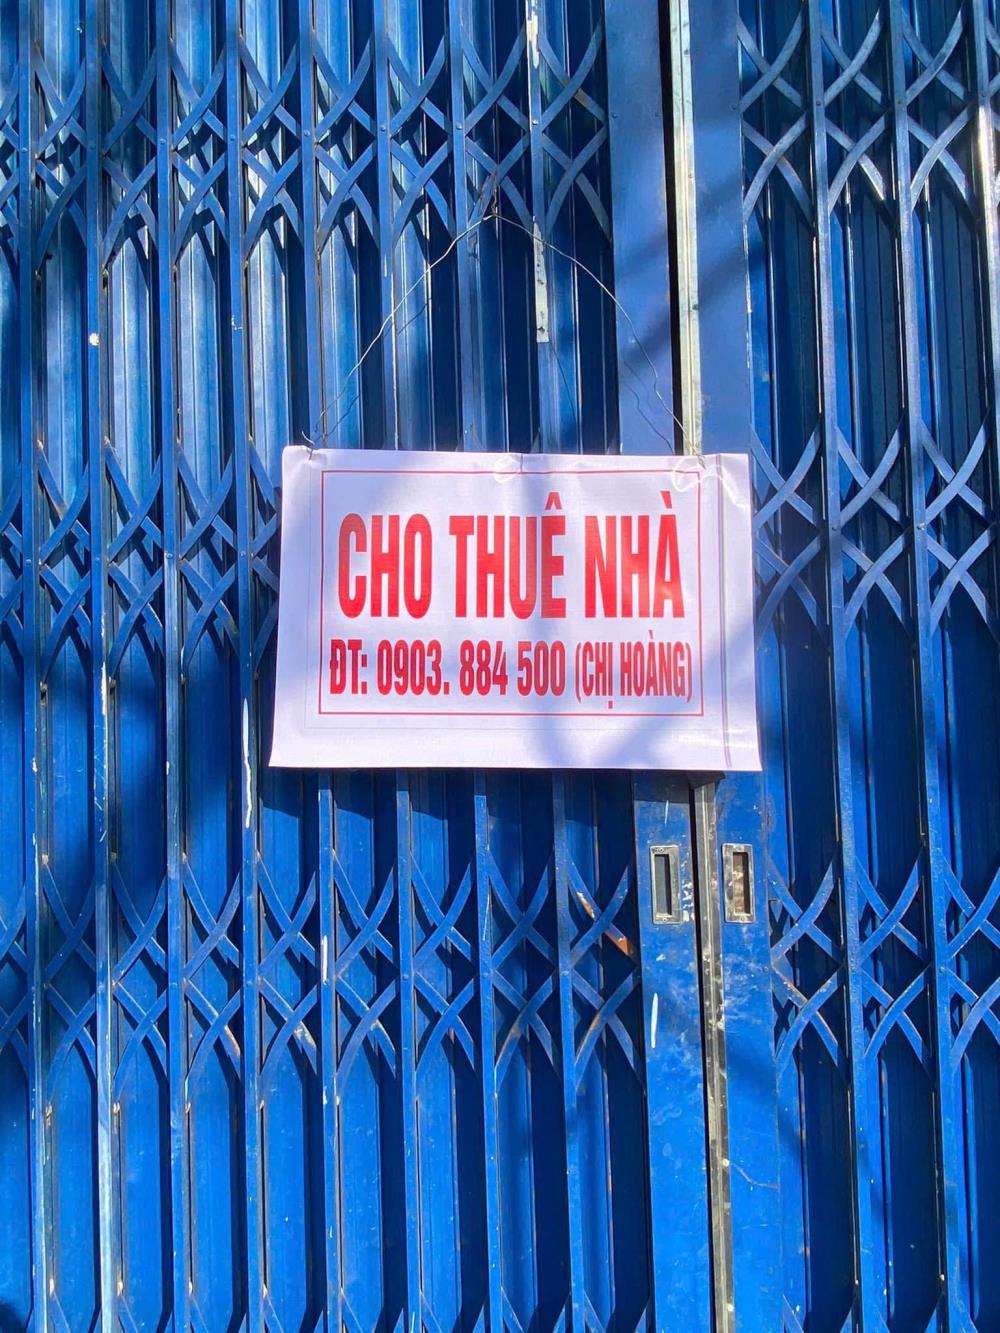 CHO THUÊ NHÀ
ĐT: 0903. 884 500 (CHỊ HOÀNG)